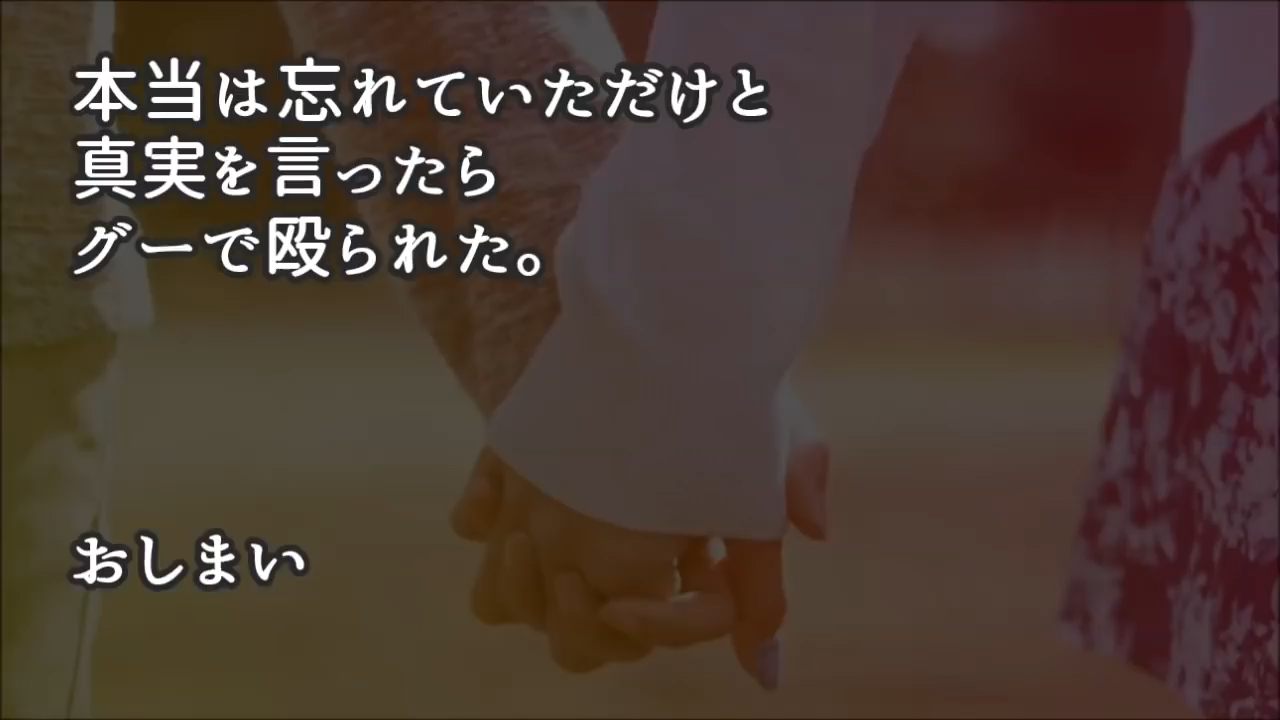 本当は忘れていただけと
真実を言ったら
グーで殴られた。
おしまい